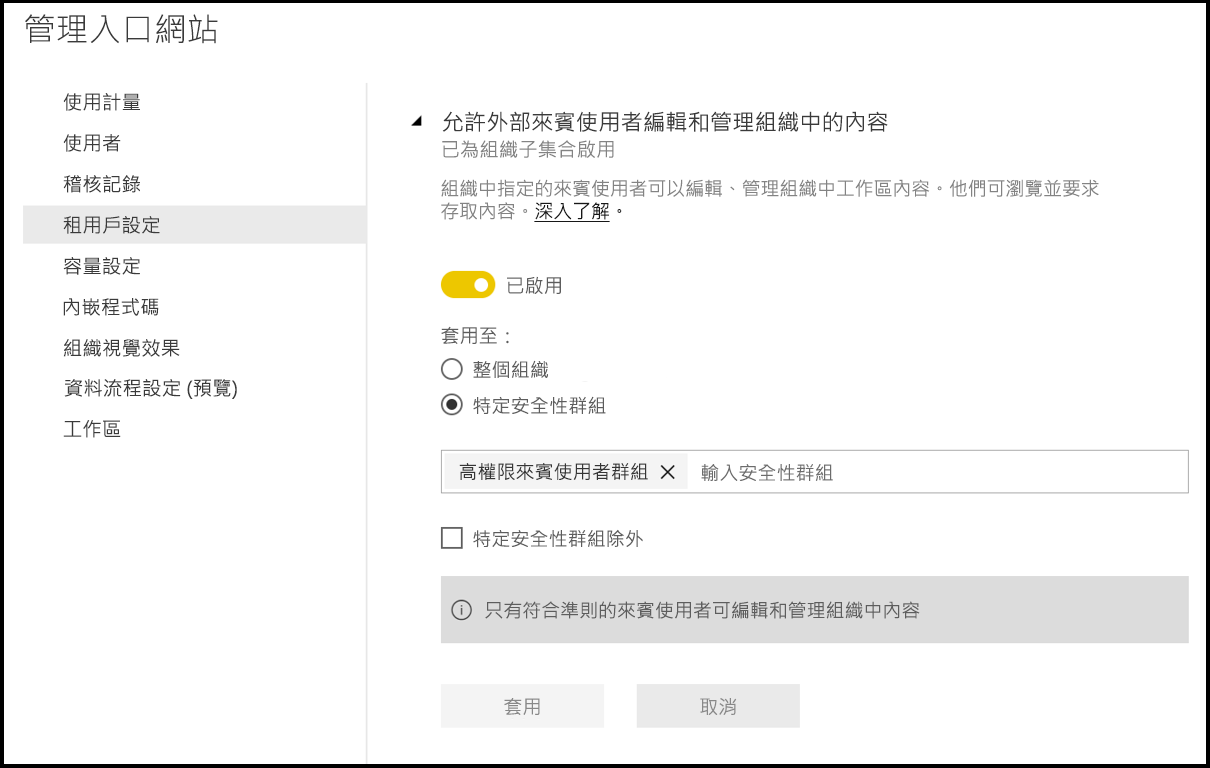 管理入口網站
使用計量
使用者
稽核記錄
租用戶設定
容量設定
內嵌程式碼
組織視覺效果
資料流程設定 (預覽)
工作區
允許外部來賓使用者編輯和管理組織中的內容
已為組織子集合啟用
組織中指定的來賓使用者可以編輯、管理組織中工作區內容。他們可瀏覽並要求
存取內容。深入了解。
已啟用
套用至：
整個組織
特定安全性群組
高權限來賓使用者群組 輸入安全性群組
特定安全性群組除外
只有符合準則的來賓使用者可編輯和管理組織中內容
套用 取消